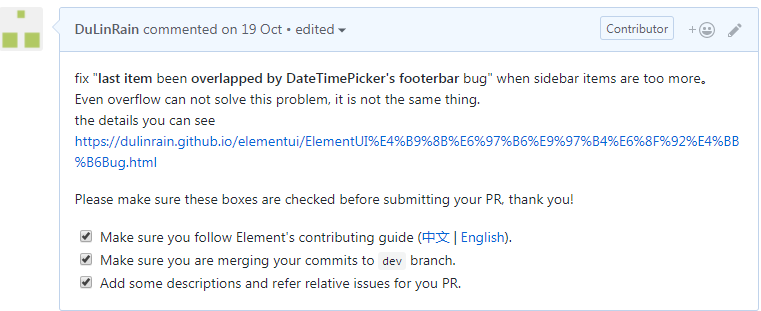 DuLinRain commented on 19 Oct • edited
Contributor
fix "last item been overlapped by DateTimePicker's footerbar bug" when sidebar items are too more。
Even overflow can not solve this problem, it is not the same thing.
the details you can see
https://dulinrain.github.io/elementui/ElementUI%E4%B9%8B%E6%97%B6%E9%97%B4%E6%8F%92%E4%BB
%B6Bug.html
Please make sure these boxes are checked before submitting your PR, thank you!
Make sure you follow Element's contributing guide (中文 | English).
Make sure you are merging your commits to dev branch.
Add some descriptions and refer relative issues for you PR.